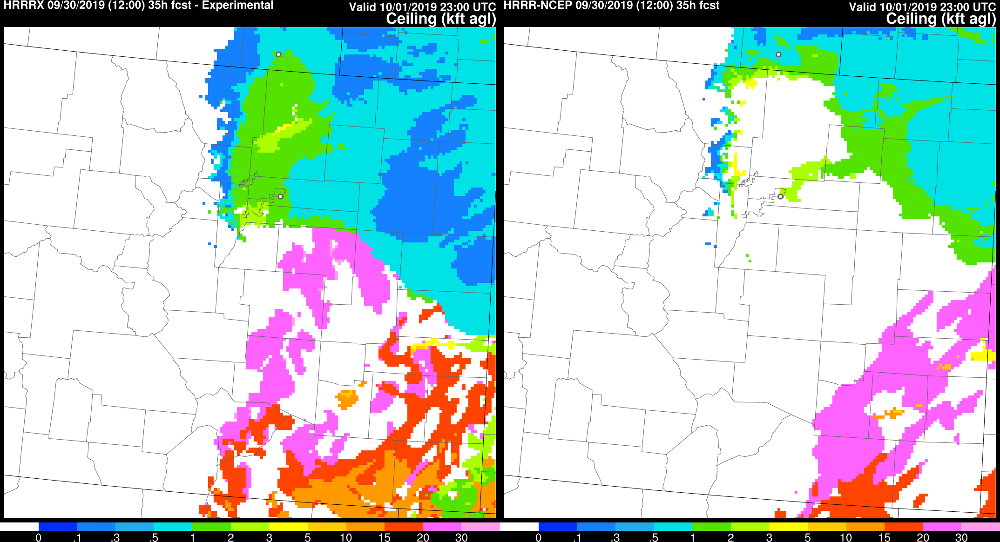 HRRRX 09/30/2019 (12:00) 35h fcst - Experimental
Valid 10/01/2019 23:00 UTC
Ceiling (kft agl)
HRRR-NCEP 09/30/2019 (12:00) 35h fcst
Valid 10/01/2019 23:00 UTC
Ceiling (kft agl)
0 .1 .3 .5 1 2 3 5 10 15 20 30
0 .1 .3 .5 1 2 3 5 10 15 20 30